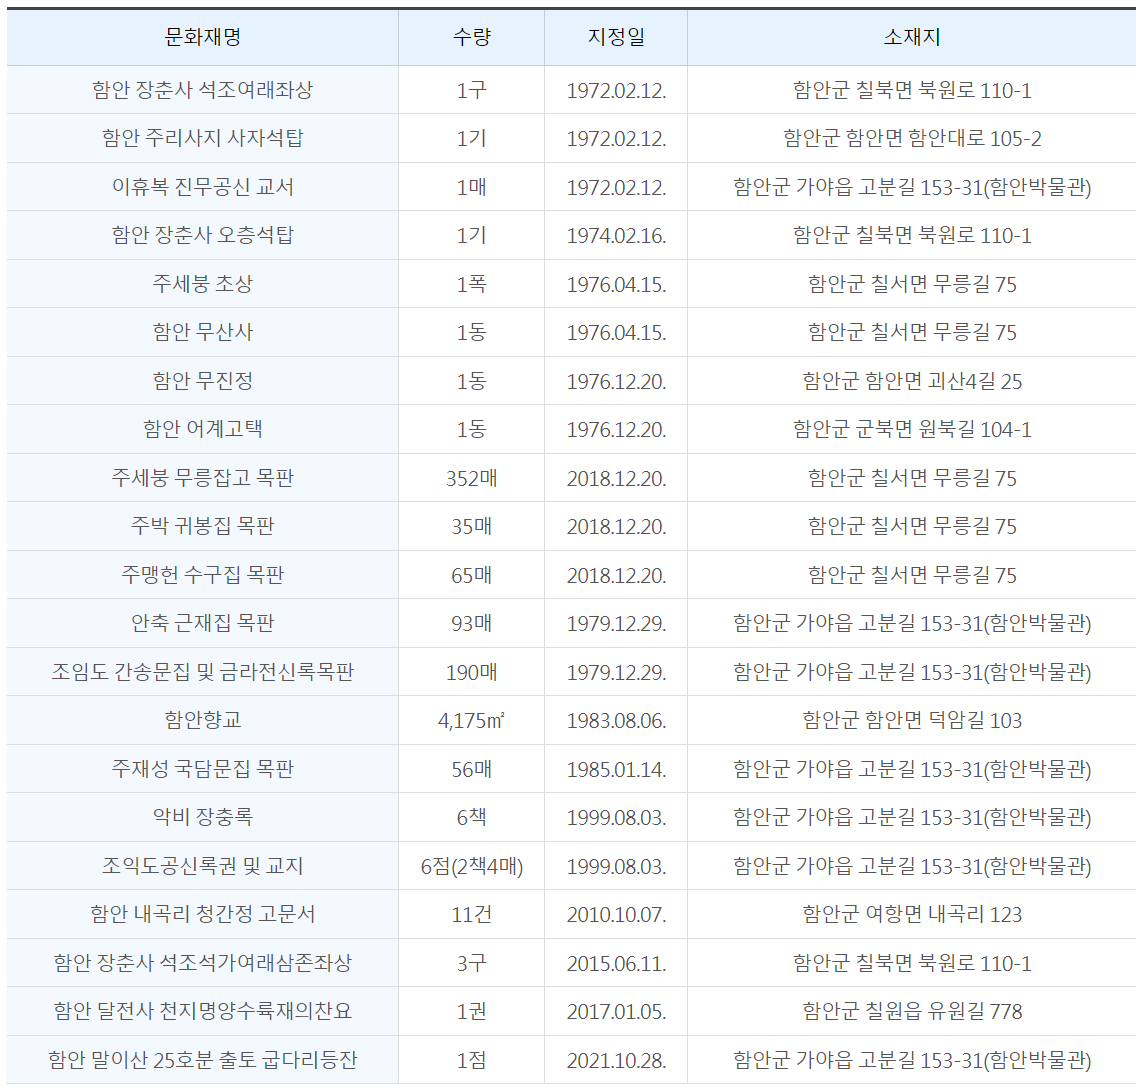 문화재명 수량 지정일 소재지
함안 장춘사 석조여래좌상 1구 1972.02.12. 함안군 칠북면 북원로 110-1
함안 주리사지 사자석탑 1기 1972.02.12. 함안군 함안면 함안대로 105-2
이휴복 진무공신 교서 1매 1972.02.12. 함안군 가야읍 고분길 153-31(함안박물관)
함안 장춘사 오층석탑 1기 1974.02.16. 함안군 칠북면 북원로 110-1
주세붕 초상 1폭 1976.04.15. 함안군 칠서면 무릉길 75
함안 무산사 1동 1976.04.15. 함안군 칠서면 무릉길 75
함안 무진정 1동 1976.12.20. 함안군 함안면 괴산4길 25
함안 어계고택 1동 1976.12.20. 함안군 군북면 원북길 104-1
주세붕 무릉잡고 목판 352매 2018.12.20. 함안군 칠서면 무릉길 75
주박 귀봉집 목판 35매 2018.12.20. 함안군 칠서면 무릉길 75
주맹헌 수구집 목판 65매 2018.12.20. 함안군 칠서면 무릉길 75
안축 근재집 목판 93매 1979.12.29. 함안군 가야읍 고분길 153-31(함안박물관)
조임도 간송문집 및 금라전신록목판 190매 1979.12.29. 함안군 가야읍 고분길 153-31(함안박물관)
함안향교 4,175㎡ 1983.08.06. 함안군 함안면 덕암길 103
주재성 국담문집 목판 56매 1985.01.14. 함안군 가야읍 고분길 153-31(함안박물관)
악비 장충록 6책 1999.08.03. 함안군 가야읍 고분길 153-31(함안박물관)
조익도공신록권 및 교지 6점(2책4매) 1999.08.03. 함안군 가야읍 고분길 153-31(함안박물관)
함안 내곡리 청간정 고문서 11건 2010.10.07. 함안군 여항면 내곡리 123
함안 장춘사 석조석가여래삼존좌상 3구 2015.06.11. 함안군 칠북면 북원로 110-1
함안 달전사 천지명양수륙재의찬요 1권 2017.01.05. 함안군 칠원읍 유원길 778
함안 말이산 25호분 출토 굽다리등잔 1점 2021.10.28. 함안군 가야읍 고분길 153-31(함안박물관)